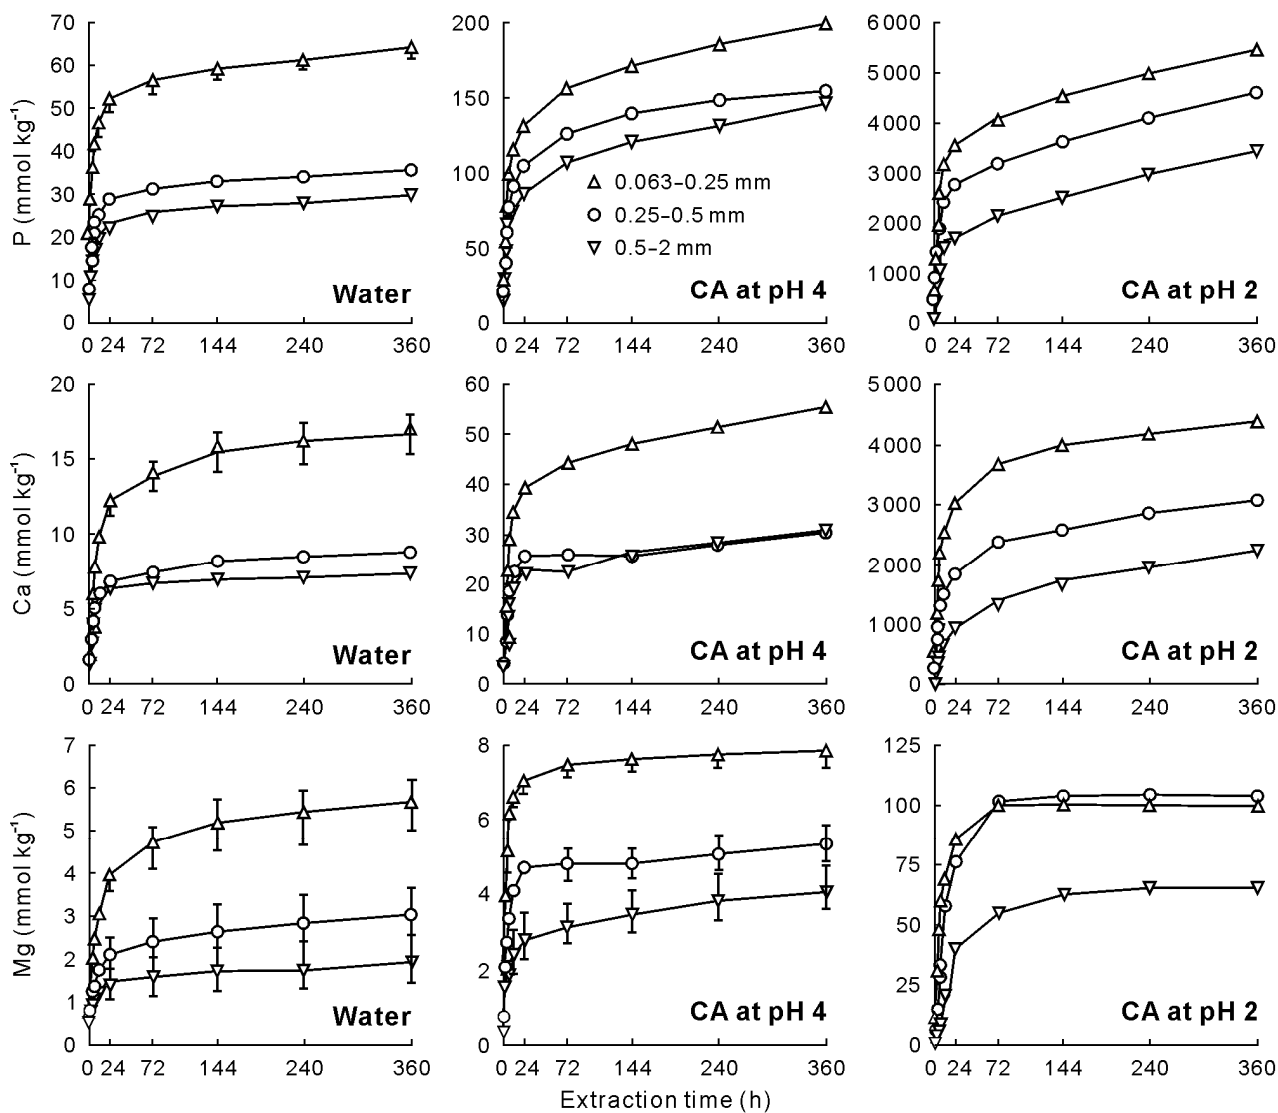 P (mmol kg⁻¹)
70
60
50
40
30
20
10
0
Water
0 24 72 144 240 360
200
150
100
50
0
0.063–0.25 mm
0.25–0.5 mm
0.5–2 mm
CA at pH 4
0 24 72 144 240 360
6 000
5 000
4 000
3 000
2 000
1 000
0
CA at pH 2
0 24 72 144 240 360
Ca (mmol kg⁻¹)
20
15
10
5
0
Water
0 24 72 144 240 360
60
50
40
30
20
10
0
CA at pH 4
0 24 72 144 240 360
5 000
4 000
3 000
2 000
1 000
0
CA at pH 2
0 24 72 144 240 360
Mg (mmol kg⁻¹)
7
6
5
4
3
2
1
0
Water
0 24 72 144 240 360
8
6
4
2
0
CA at pH 4
0 24 72 144 240 360
125
100
75
50
25
0
CA at pH 2
0 24 72 144 240 360
Extraction time (h)